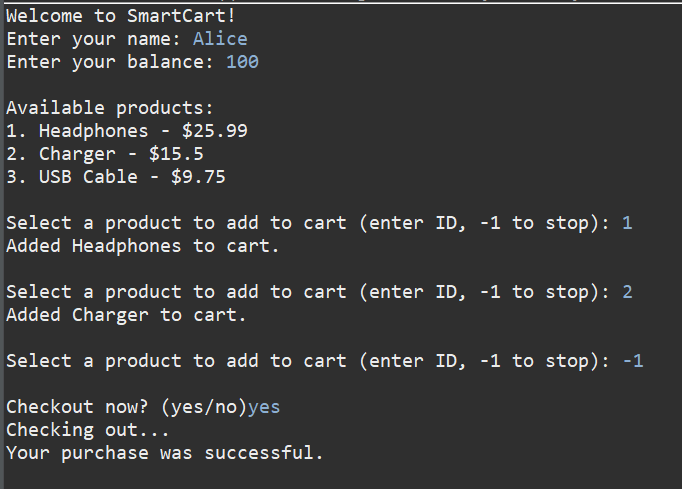 Welcome to SmartCart!
Enter your name: Alice
Enter your balance: 100
Available products:
1. Headphones - $25.99
2. Charger - $15.5
3. USB Cable - $9.75
Select a product to add to cart (enter ID, -1 to stop): 1
Added Headphones to cart.
Select a product to add to cart (enter ID, -1 to stop): 2
Added Charger to cart.
Select a product to add to cart (enter ID, -1 to stop): -1
Checkout now? (yes/no)yes
Checking out...
Your purchase was successful.